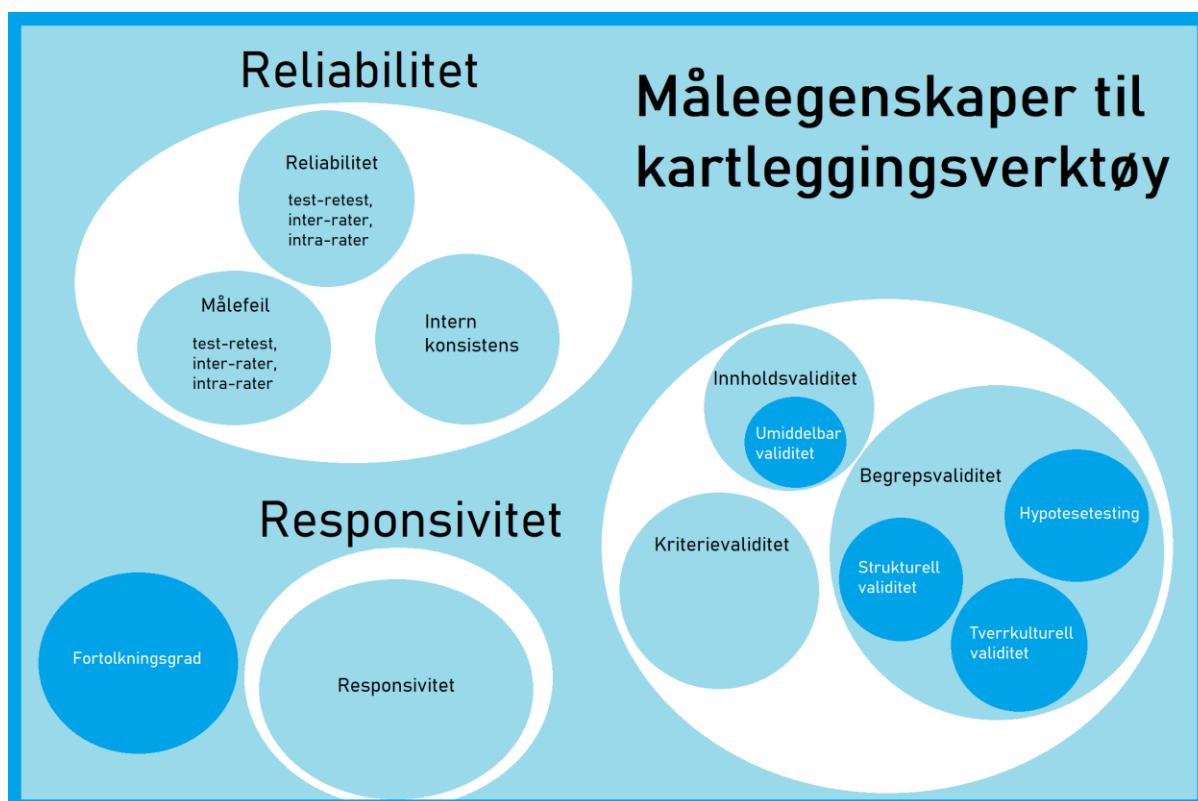 Reliabilitet
Måleegenskaper til
kartleggingsverktøy
Reliabilitet
test-retest,
inter-rater,
intra-rater
Målefeil
test-retest,
inter-rater,
intra-rater
Intern
konsistens
Innholdsvaliditet
Umiddelbar
validitet
Begrepsvaliditet
Hypotesetesting
Kriterievaliditet
Strukturell
validitet
Tverrkulturell
validitet
Responsivitet
Fortolkningsgrad
Responsivitet